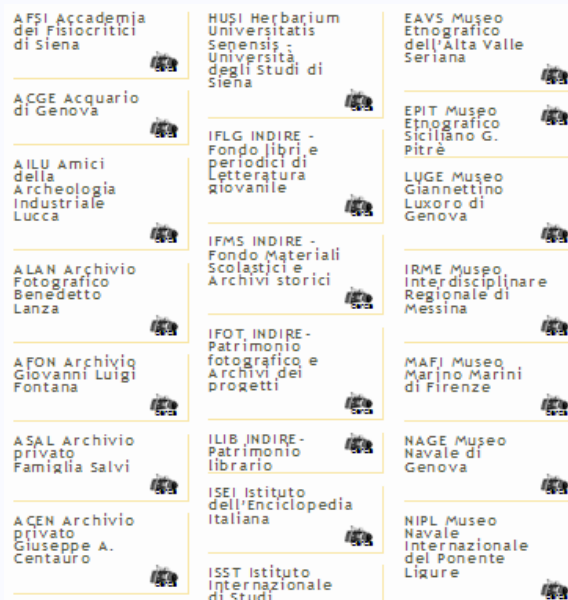 AFSI Accademia
dei Fisiocritici
di Siena
ACGE Acquario
di Genova
AILU Amici
della
Archeologia
Industriale
Lucca
ALAN Archivio
Fotografico
Benedetto
Lanza
AFON Archivio
Giovanni Luigi
Fontana
ASAL Archivio
privato
Famiglia Salvi
ACEN Archivio
privato
Giuseppe A.
Centauro
HUSI Herbarium
Universitatis
Senensis -
Università
degli Studi di
Siena
IFLG INDIRE -
Fondo libri e
periodici di
Letteratura
giovanile
IFMS INDIRE -
Fondo Materiali
Scolastici e
Archivi storici
IFOT INDIRE-
Patrimonio
fotografico e
Archivi dei
progetti
ILIB INDIRE-
Patrimonio
librario
ISEI Istituto
dell'Enciclopedia
Italiana
ISST Istituto
Internazionale
di Studi
EAVS Museo
Etnografico
dell'Alta Valle
Seriana
EPIT Museo
Etnografico
Siciliano G.
Pitrè
LUGE Museo
Giannettino
Luxoro di
Genova
IRME Museo
Interdisciplinare
Regionale di
Messina
MAFI Museo
Marino Marini
di Firenze
NAGE Museo
Navale di
Genova
NIPL Museo
Navale
Internazionale
del Ponente
Ligure